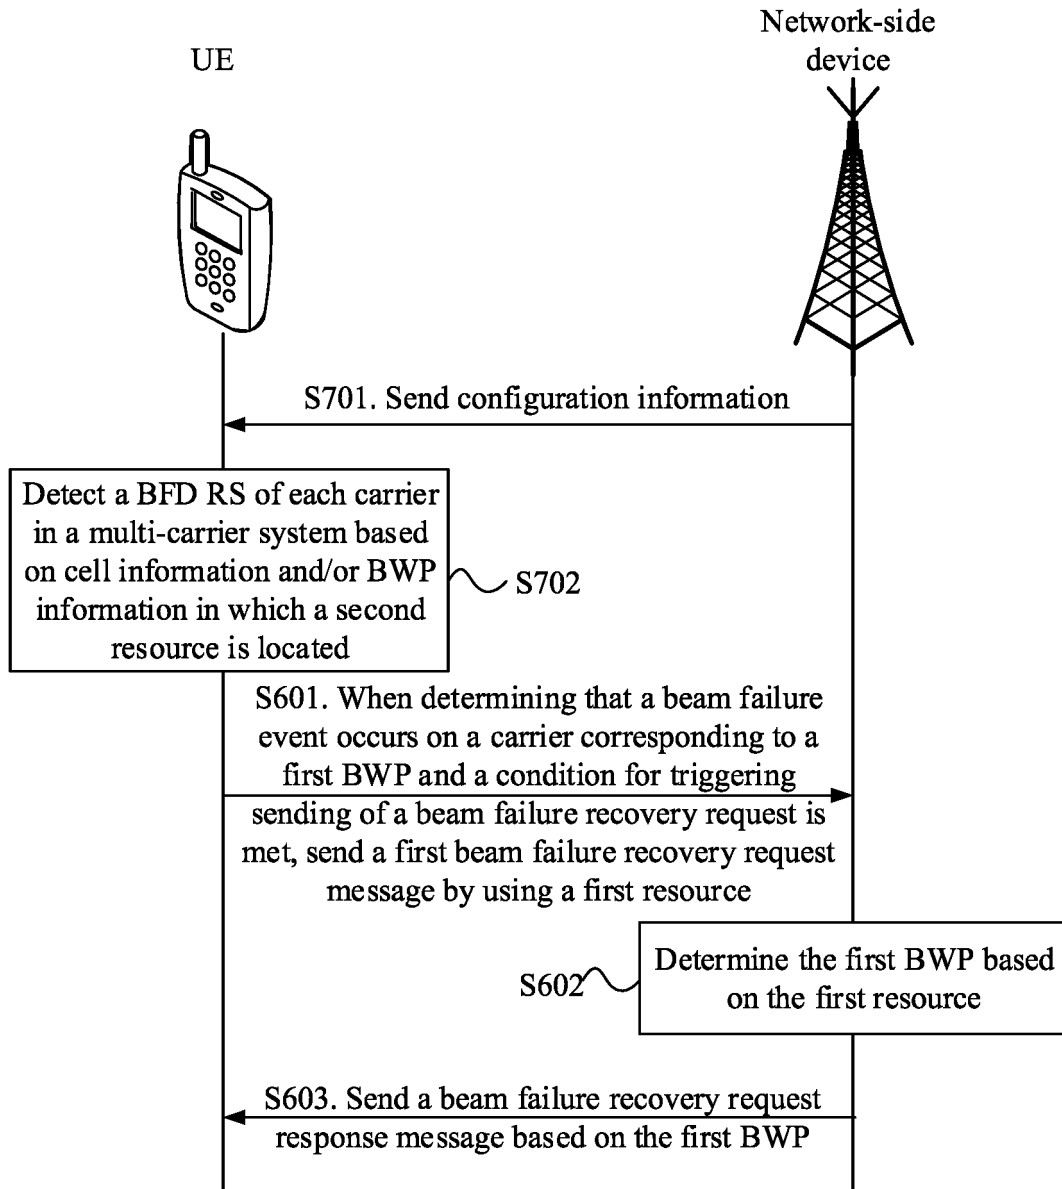 UE
Network-side
device
S701. Send configuration information
Detect a BFD RS of each carrier
in a multi-carrier system based
on cell information and/or BWP
information in which a second
resource is located
S702
S601. When determining that a beam failure
event occurs on a carrier corresponding to a
first BWP and a condition for triggering
sending of a beam failure recovery request is
met, send a first beam failure recovery request
message by using a first resource
Determine the first BWP based
on the first resource
S602
S603. Send a beam failure recovery request
response message based on the first BWP